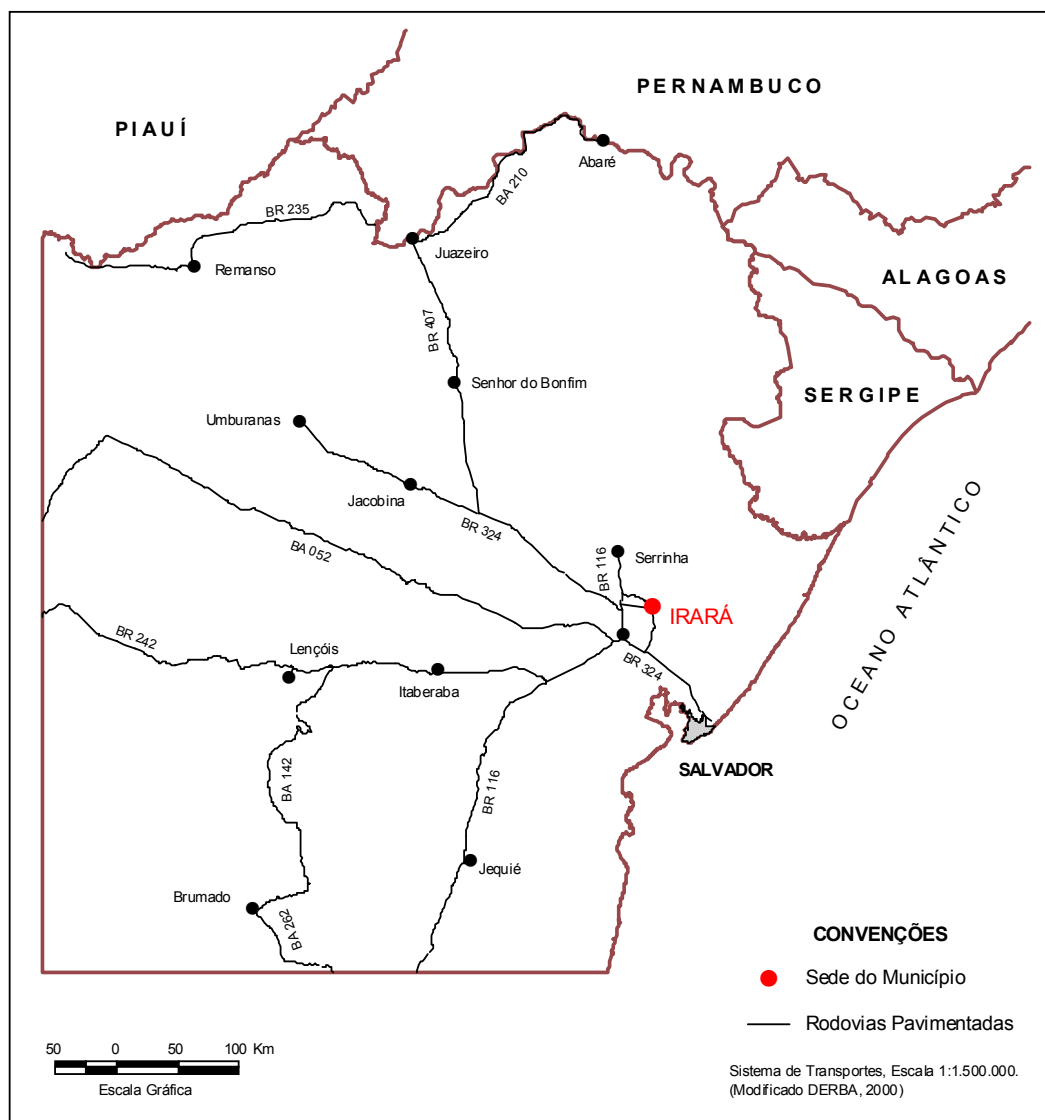 PERNAMBUCO
PIAUÍ
Abaré
BA 210
BR 235
Juazeiro
Remanso
ALAGOAS
BR 407
Senhor do Bonfim
SERGIPE
Umburanas
Jacobina
BR 324
OCEANO ATLÂNTICO
BA 052
BR 116
Serrinha
IRARÁ
BR 242
Lençóis
BR 324
Itaberaba
SALVADOR
BA 142
BR 116
Jequié
Brumado
BA 262
CONVENÇÕES
Sede do Município
Rodovias Pavimentadas
50 0 50 100 Km
Escala Gráfica
Sistema de Transportes, Escala 1:1.500.000.
(Modificado DERBA, 2000)